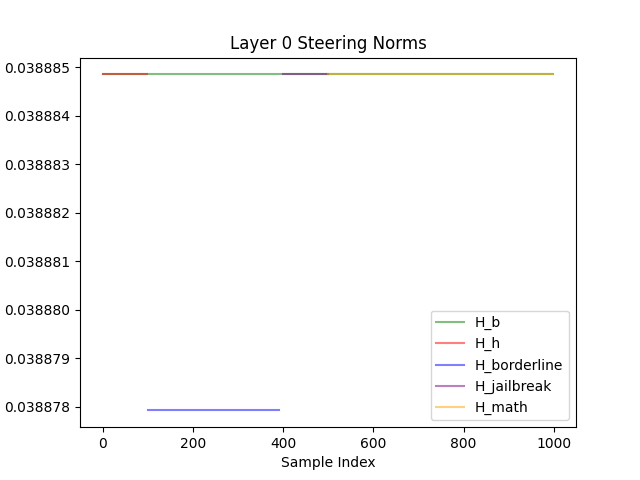 Layer 0 Steering Norms
0.038885
0.038884
0.038883
0.038882
0.038881
0.038880
0.038879
0.038878
H_b
H_h
H_borderline
H_jailbreak
H_math
0 200 400 600 800 1000
Sample Index